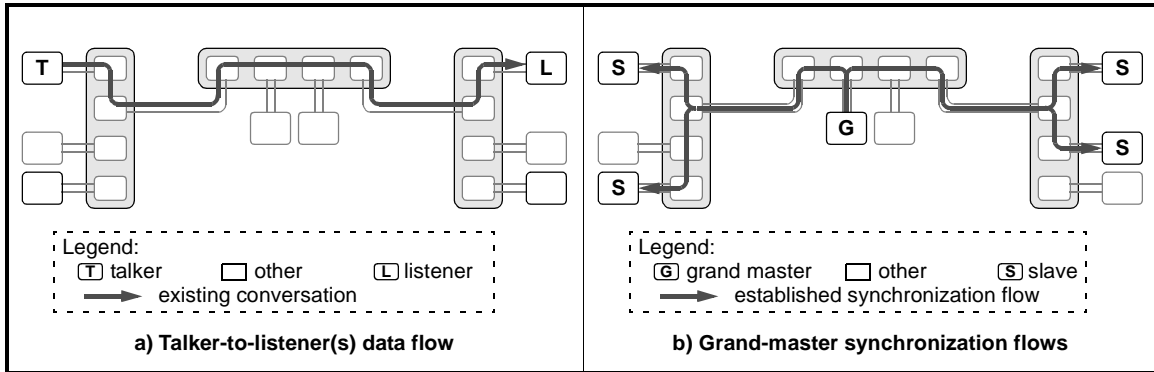 T
L
Legend:
T talker other L listener
existing conversation
a) Talker-to-listener(s) data flow
S
S
G
S
S
Legend:
G grand master other S slave
established synchronization flow
b) Grand-master synchronization flows